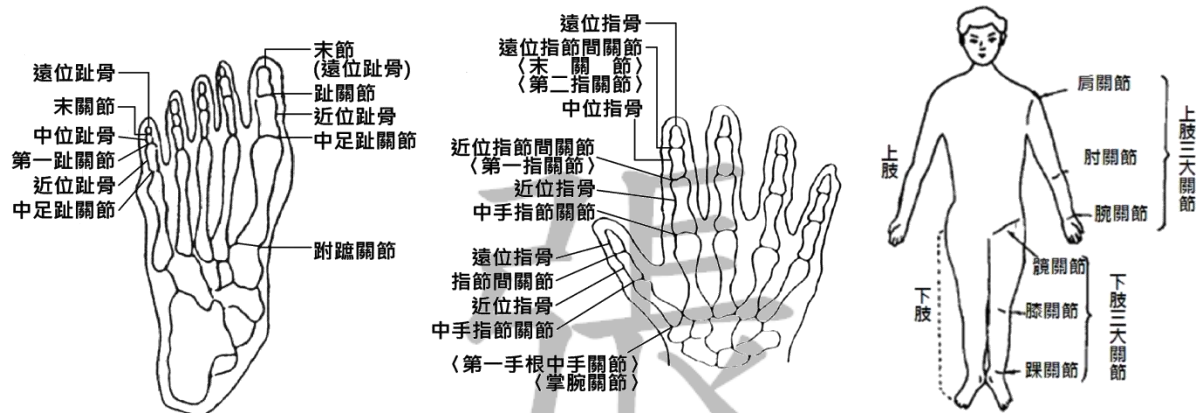 遠位趾骨
末關節
中位趾骨
第一趾關節
近位趾骨
中足趾關節
末節
(遠位趾骨)
趾關節
近位趾骨
中足趾關節
跗蹠關節
遠位指骨
遠位指節間關節
〈末關節〉
〈第二指關節〉
中位指骨
近位指節間關節
〈第一指關節〉
近位指骨
中手指節關節
遠位指骨
指節間關節
近位指骨
中手指節關節
〈第一手根中手關節〉
〈掌腕關節〉
上肢
下肢
肩關節
肘關節
腕關節
上肢三大關節
髖關節
膝關節
踝關節
下肢三大關節